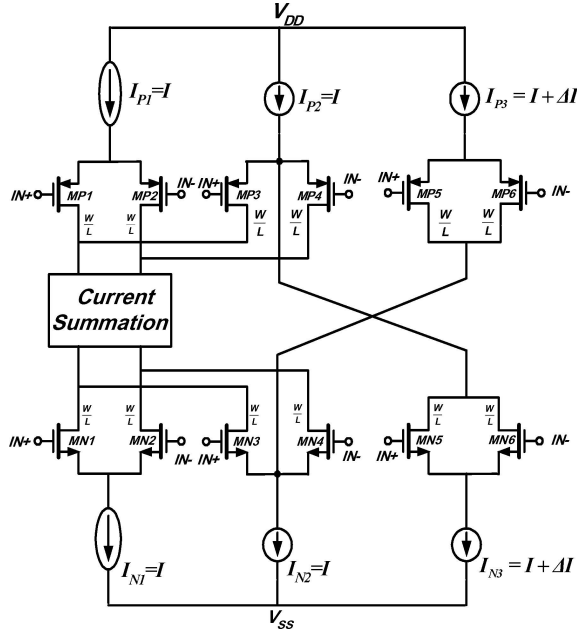 V_DD
I_P1=I
I_P2=I
I_P3 = I + ΔI
IN+ MP1 MP2 IN- IN+ MP3 MP4 IN- IN+ MP5 MP6 IN-
W/L W/L W/L W/L W/L W/L
Current
Summation
W/L W/L W/L W/L W/L W/L
IN+ MN1 MN2 IN- IN+ MN3 MN4 IN- IN+ MN5 MN6 IN-
I_N1=I
I_N2=I
I_N3 = I + ΔI
V_SS